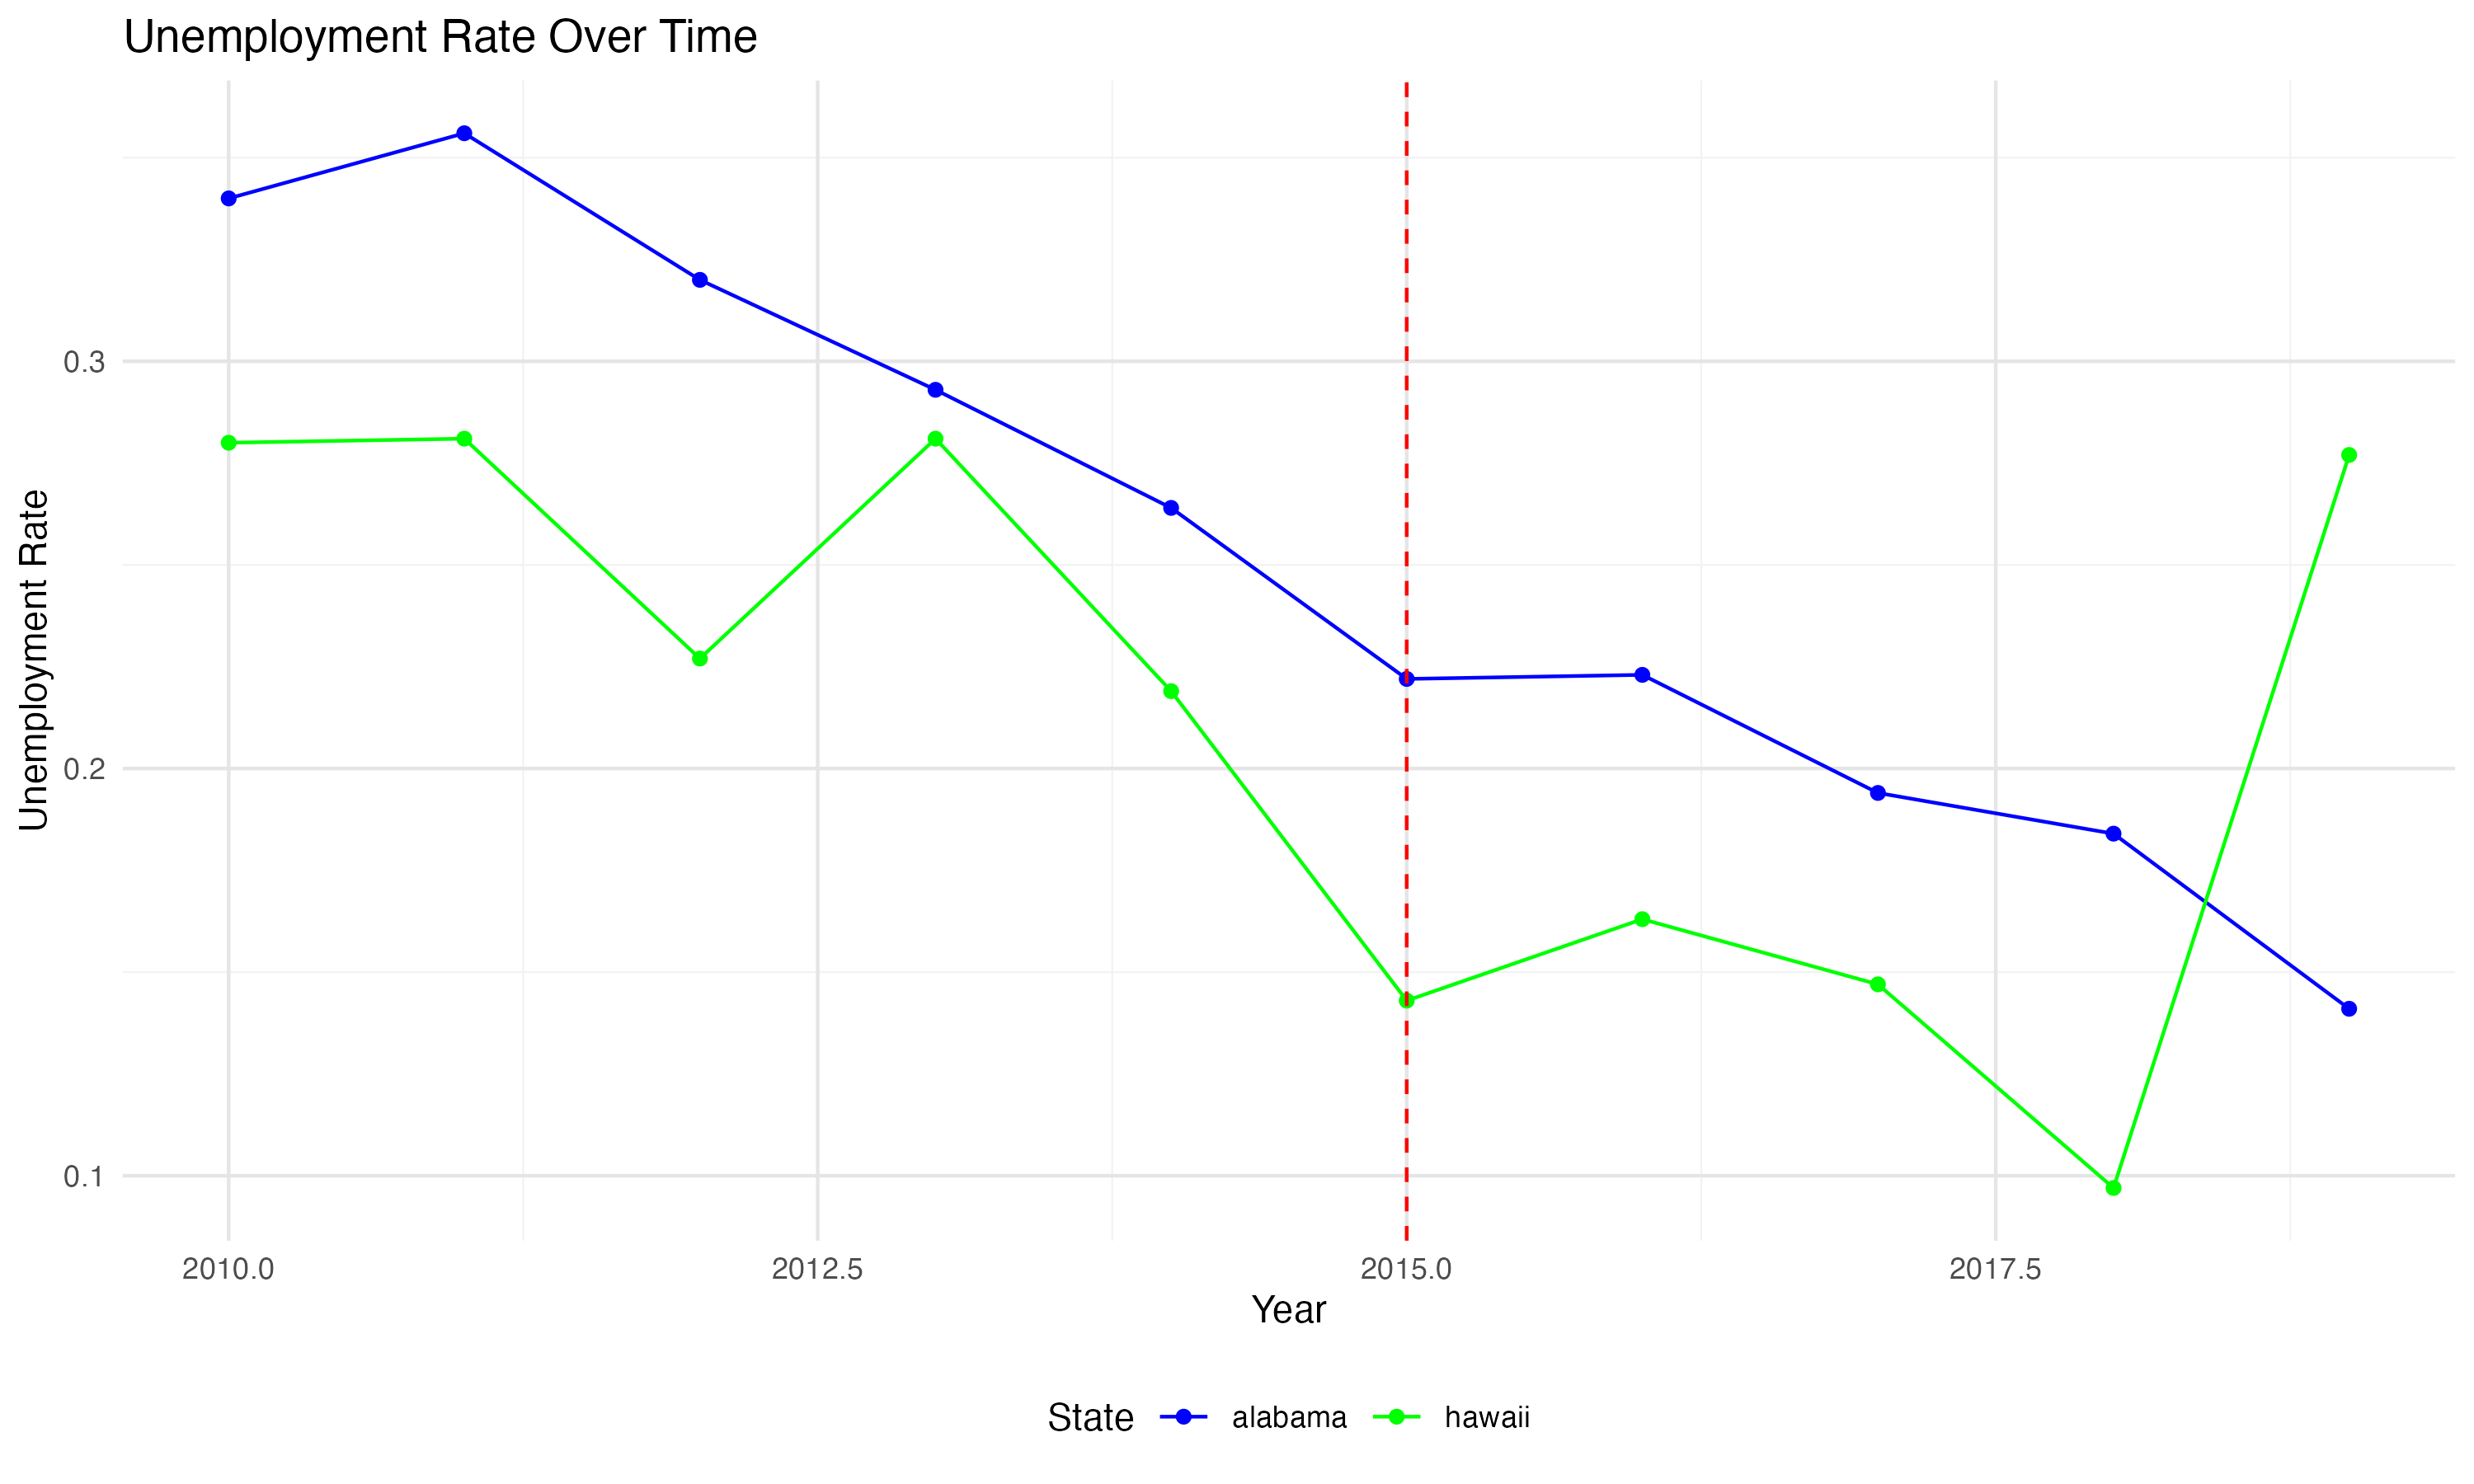 Unemployment Rate Over Time
Unemployment Rate
0.3
0.2
0.1
2010.0 2012.5 2015.0 2017.5
Year
State alabama hawaii